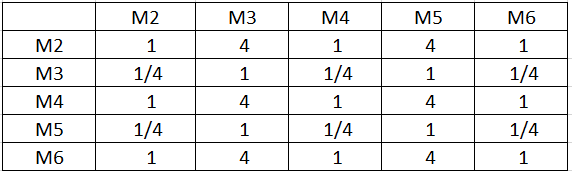 M2 M3 M4 M5 M6
M2 1 4 1 4 1
M3 1/4 1 1/4 1 1/4
M4 1 4 1 4 1
M5 1/4 1 1/4 1 1/4
M6 1 4 1 4 1